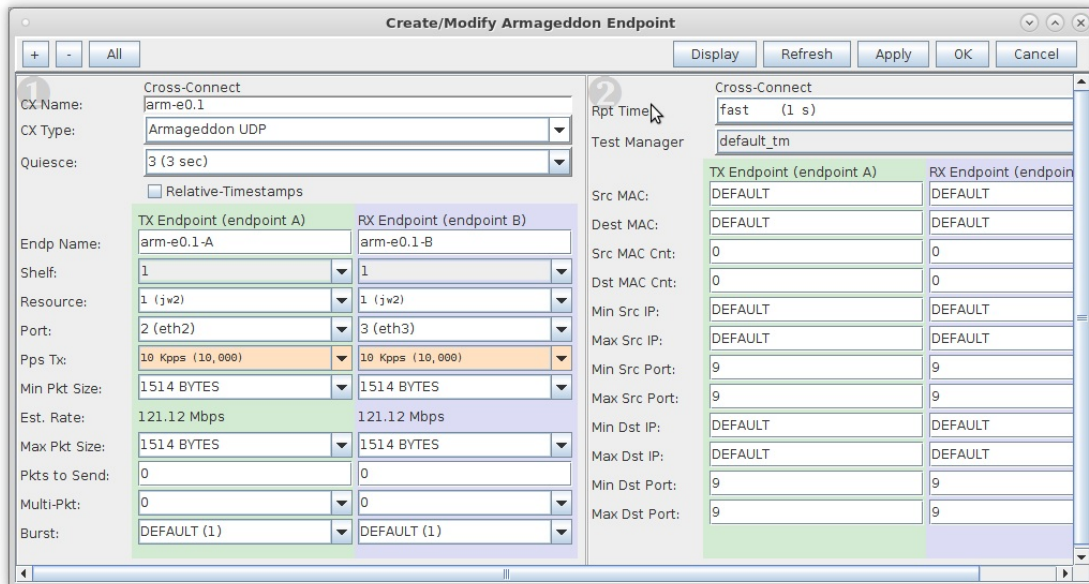 Create/Modify Armageddon Endpoint
+ - All Display Refresh Apply OK Cancel
1
Cross-Connect
CX Name: arm-e0.1
CX Type: Armageddon UDP
Quiesce: 3 (3 sec)
Relative-Timestamps
TX Endpoint (endpoint A) RX Endpoint (endpoint B)
Endp Name: arm-e0.1-A arm-e0.1-B
Shelf: 1 1
Resource: 1 (jw2) 1 (jw2)
Port: 2 (eth2) 3 (eth3)
Pps Tx: 10 Kpps (10,000) 10 Kpps (10,000)
Min Pkt Size: 1514 BYTES 1514 BYTES
Est. Rate: 121.12 Mbps 121.12 Mbps
Max Pkt Size: 1514 BYTES 1514 BYTES
Pkts to Send: 0 0
Multi-Pkt: 0 0
Burst: DEFAULT (1) DEFAULT (1)
2
Cross-Connect
Rpt Time fast (1 s)
Test Manager default_tm
TX Endpoint (endpoint A) RX Endpoint (endpoin
Src MAC: DEFAULT DEFAULT
Dest MAC: DEFAULT DEFAULT
Src MAC Cnt: 0 0
Dst MAC Cnt: 0 0
Min Src IP: DEFAULT DEFAULT
Max Src IP: DEFAULT DEFAULT
Min Src Port: 9 9
Max Src Port: 9 9
Min Dst IP: DEFAULT DEFAULT
Max Dst IP: DEFAULT DEFAULT
Min Dst Port: 9 9
Max Dst Port: 9 9